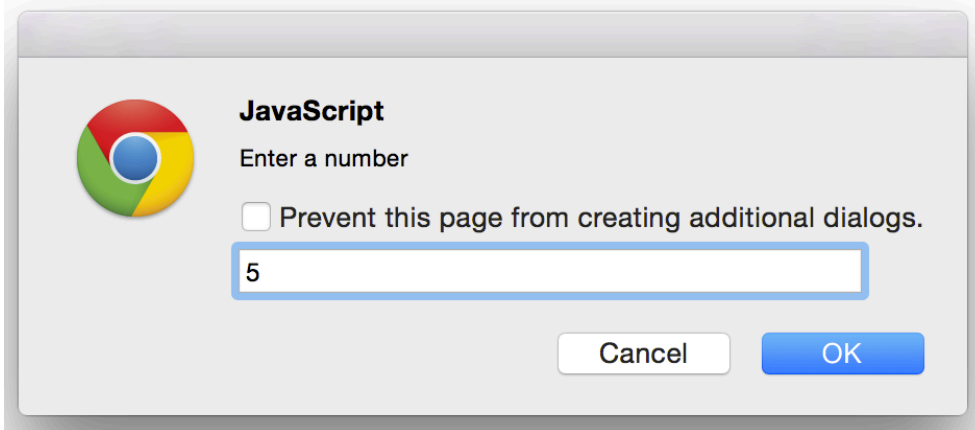 JavaScript
Enter a number
Prevent this page from creating additional dialogs.
5
Cancel
OK